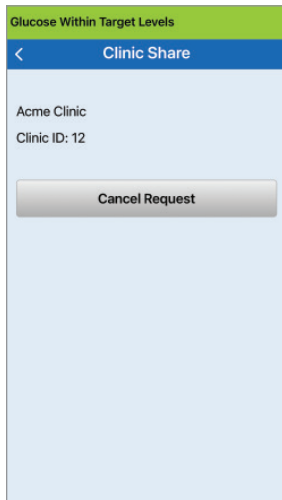 Glucose Within Target Levels
Clinic Share
Acme Clinic
Clinic ID: 12
Cancel Request